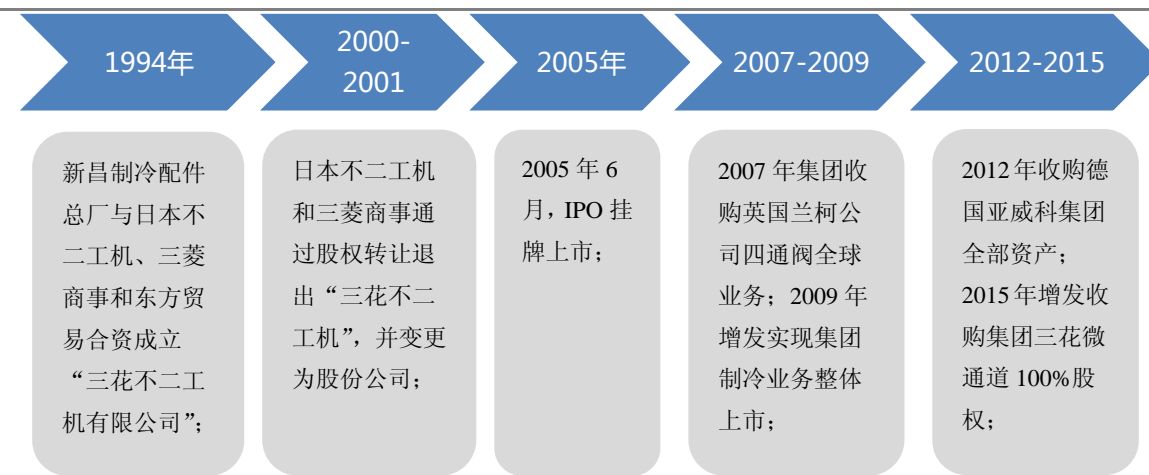 1994年
2000-
2001
2005年
2007-2009
2012-2015
新昌制冷配件
总厂与日本不
二工机、三菱
商事和东方贸
易合资成立
“三花不二工
机有限公司”；
日本不二工机
和三菱商事通
过股权转让退
出“三花不二
工机”，并变更
为股份公司；
2005 年 6
月，IPO 挂
牌上市；
2007 年集团收
购英国兰柯公
司四通阀全球
业务；2009 年
增发实现集团
制冷业务整体
上市；
2012 年收购德
国亚威科集团
全部资产；
2015 年增发收
购集团三花微
通道 100%股
权；